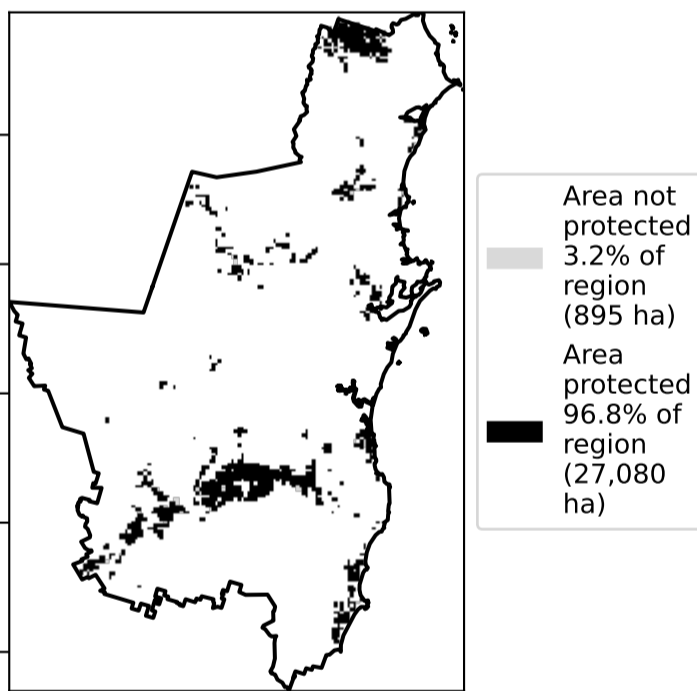 Area not
protected
3.2% of
region
(895 ha)
Area
protected
96.8% of
region
(27,080
ha)